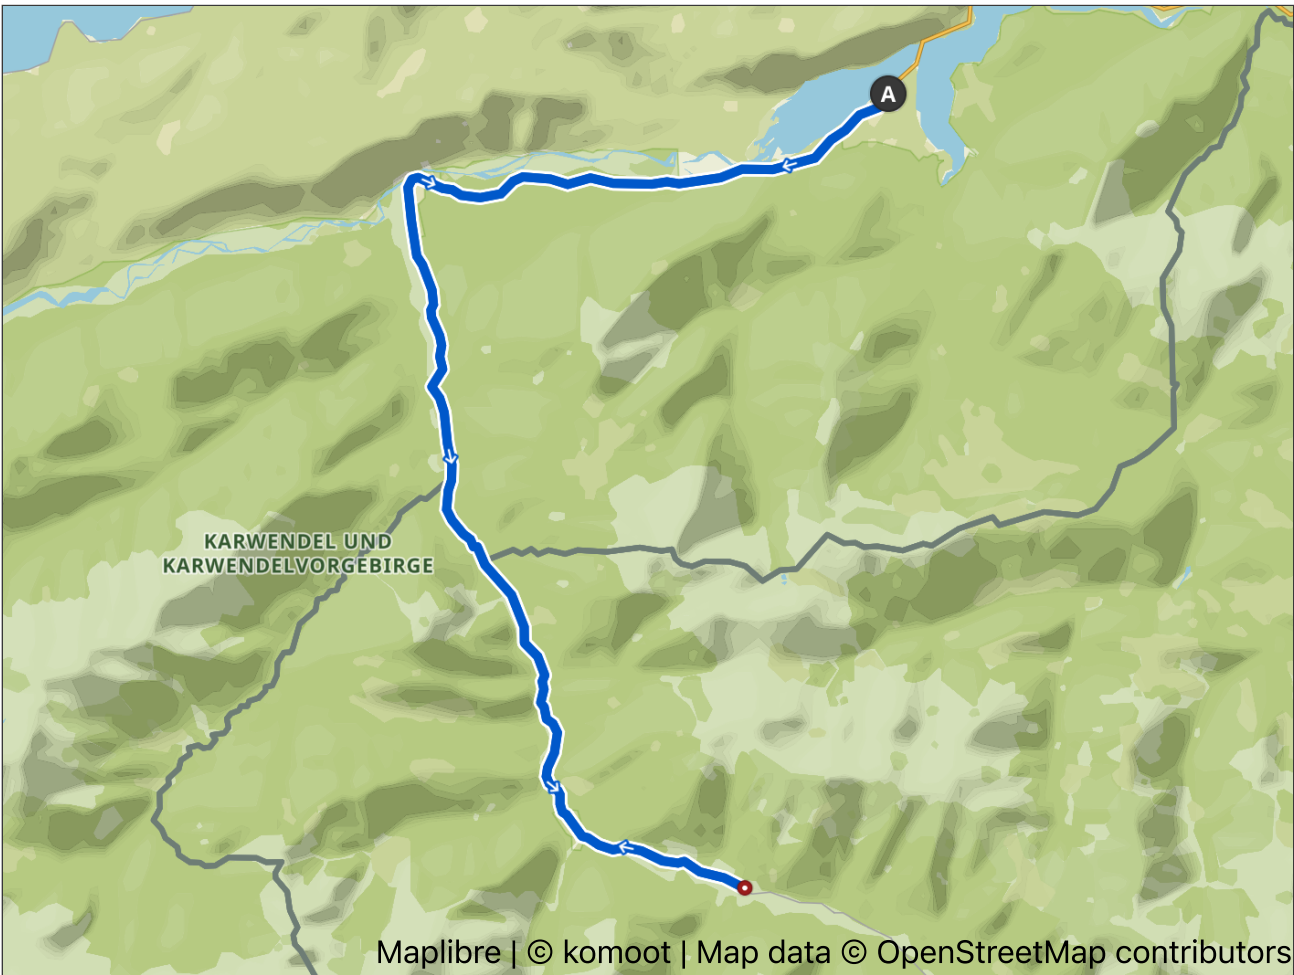 A
KARWENDEL UND
KARWENDELVORGEBIRGE
Maplibre | © komoot | Map data © OpenStreetMap contributors